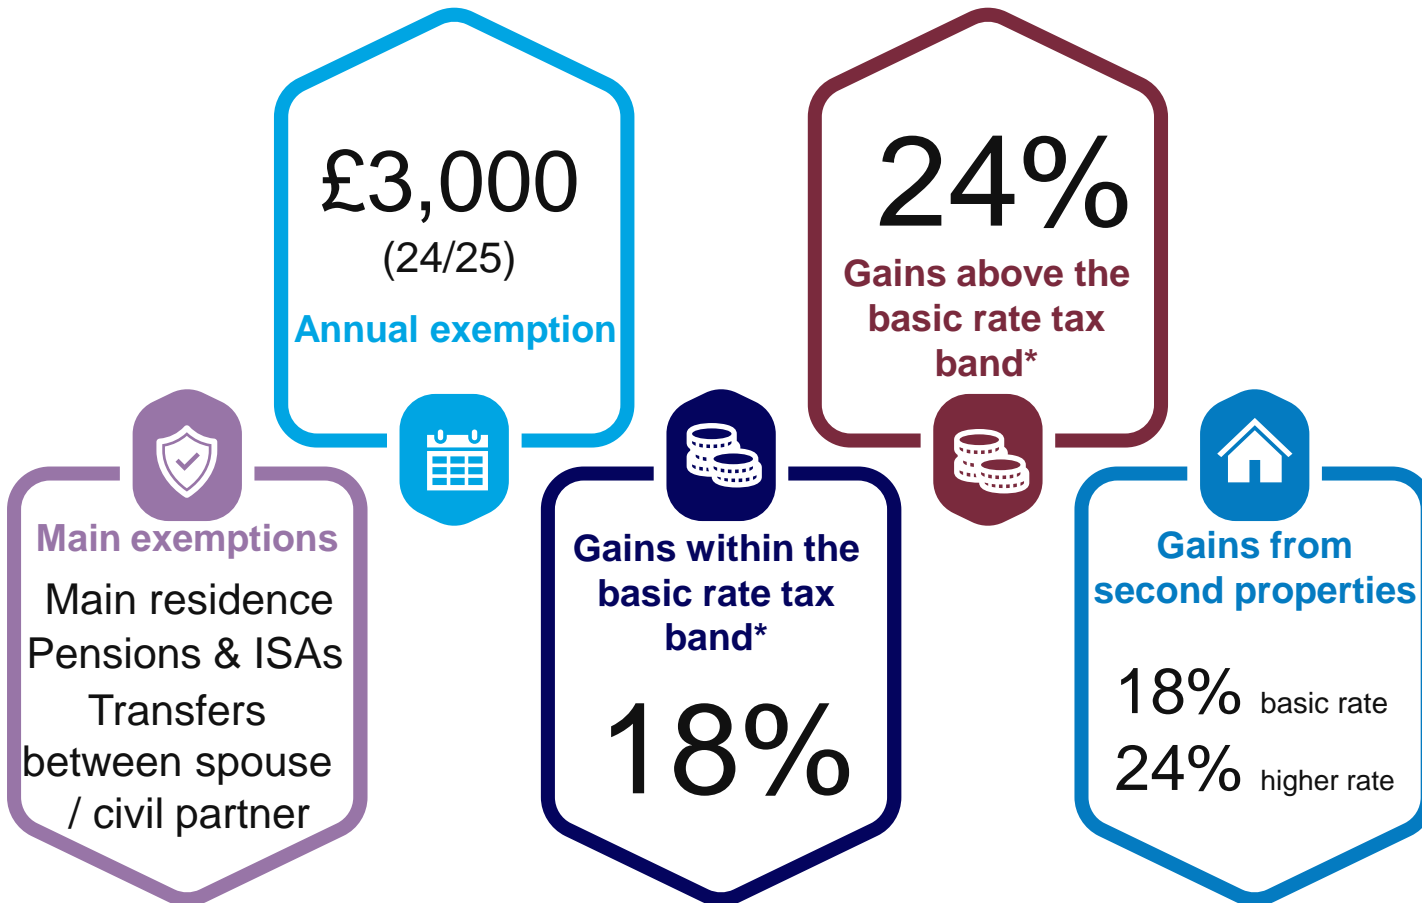 Main exemptions
Main residence
Pensions & ISAs
Transfers
between spouse
/ civil partner
£3,000
(24/25)
Annual exemption
Gains within the
basic rate tax
band*
18%
24%
Gains above the
basic rate tax
band*
Gains from
second properties
18% basic rate
24% higher rate